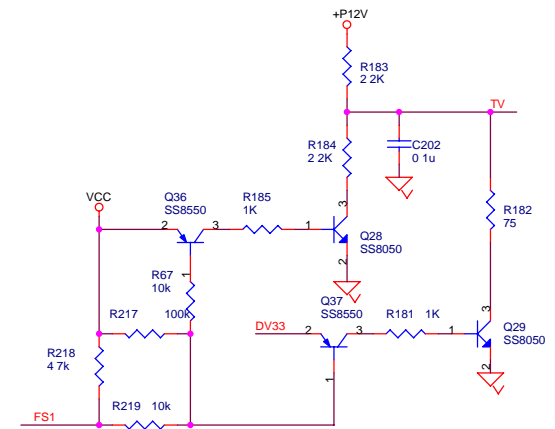 +P12V
R183
2 2K
TV
R184
2 2K
C202
0 1u
R182
75
VCC
Q36
SS8550
R185
1K
2
3
1
3
Q28
SS8050
2
1
R67
10k
R217
100k
Q37
SS8550
DV33
2
3
R181 1K
1
3
Q29
SS8050
2
R218
4 7k
1
FS1
R219 10k